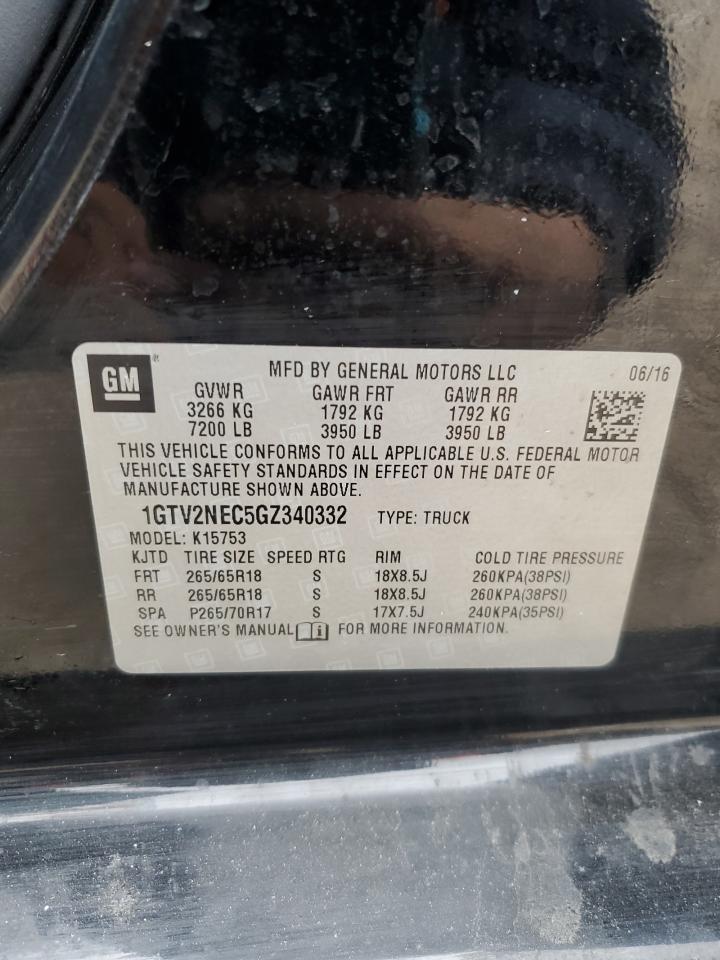 GM ® MFD BY GENERAL MOTORS LLC 06/16
GVWR GAWR FRT GAWR RR
3266 KG 1792 KG 1792 KG
7200 LB 3950 LB 3950 LB
THIS VEHICLE CONFORMS TO ALL APPLICABLE U.S. FEDERAL MOTOR
VEHICLE SAFETY STANDARDS IN EFFECT ON THE DATE OF
MANUFACTURE SHOWN ABOVE.
1GTV2NEC5GZ340332 TYPE: TRUCK
MODEL: K15753
KJTD TIRE SIZE SPEED RTG RIM COLD TIRE PRESSURE
FRT 265/65R18 S 18X8.5J 260KPA(38PSI)
RR 265/65R18 S 18X8.5J 260KPA(38PSI)
SPA P265/70R17 S 17X7.5J 240KPA(35PSI)
SEE OWNER'S MANUAL i FOR MORE INFORMATION.